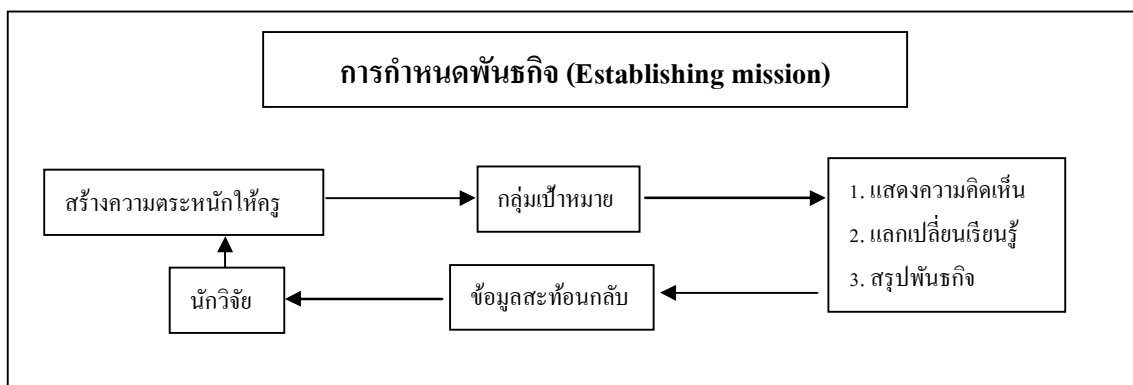 การกำหนดพันธกิจ (Establishing mission)
สร้างความตระหนักให้ครู
กลุ่มเป้าหมาย
1. แสดงความคิดเห็น
2. แลกเปลี่ยนเรียนรู้
3. สรุปพันธกิจ
ข้อมูลสะท้อนกลับ
นักวิจัย